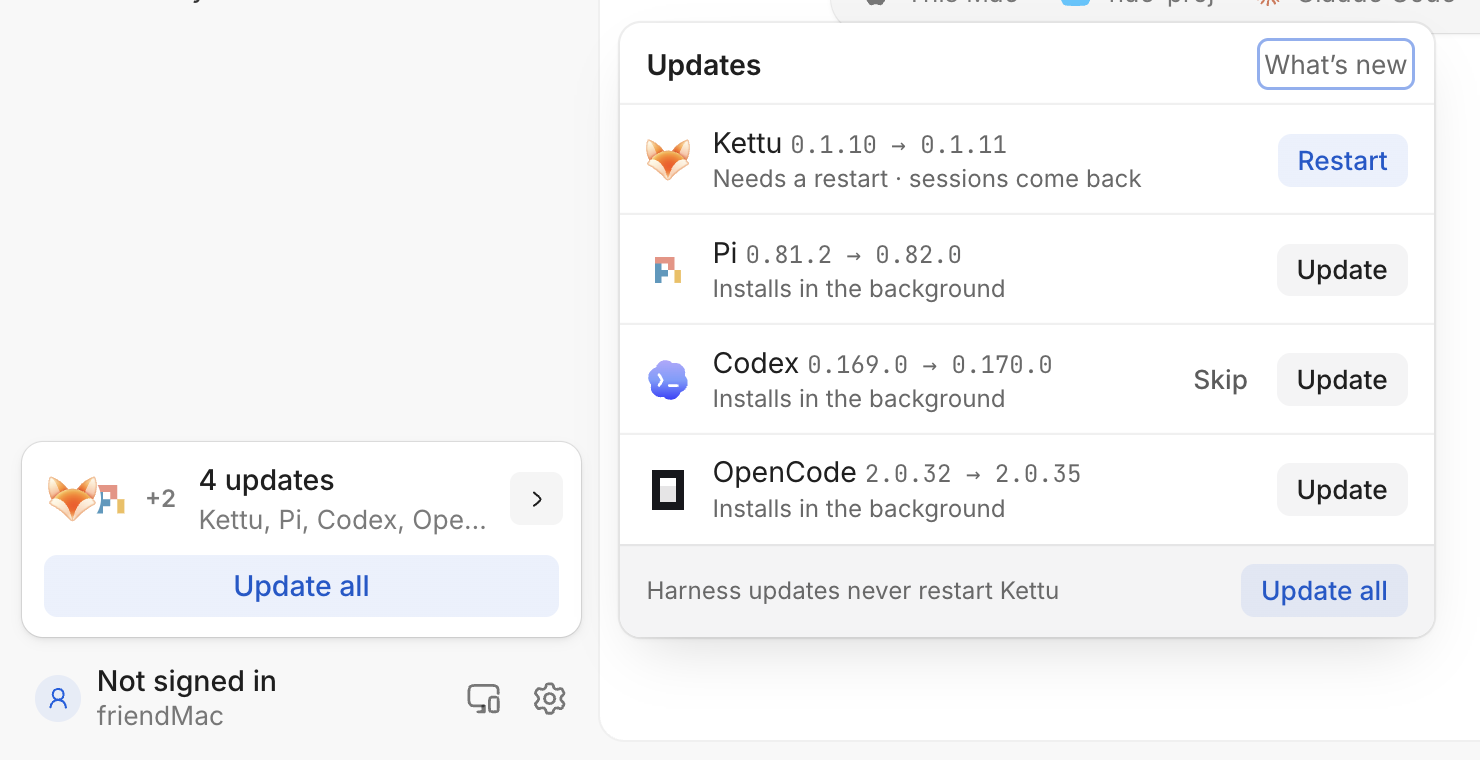 Updates
What's new
Kettu 0.1.10 → 0.1.11
Needs a restart · sessions come back
Restart
Pi 0.81.2 → 0.82.0
Installs in the background
Update
Codex 0.169.0 → 0.170.0
Installs in the background
Skip
Update
OpenCode 2.0.32 → 2.0.35
Installs in the background
Update
Harness updates never restart Kettu
Update all
+2
4 updates
Kettu, Pi, Codex, Ope...
Update all
Not signed in
friendMac